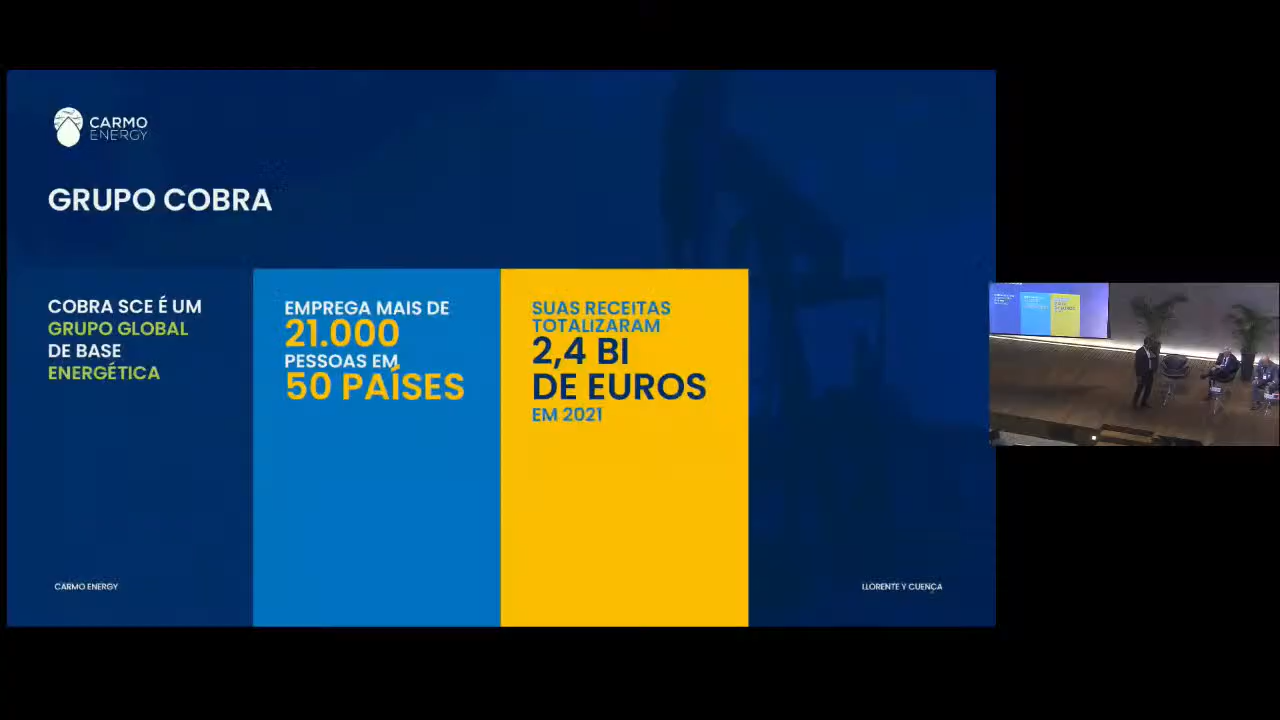 CARMO
ENERGY
GRUPO COBRA
COBRA SCE É UM
GRUPO GLOBAL
DE BASE
ENERGÉTICA
EMPREGA MAIS DE
21.000
PESSOAS EM
50 PAÍSES
SUAS RECEITAS
TOTALIZARAM
2,4 BI
DE EUROS
EM 2021
CARMO ENERGY
LLORENTE Y CUENCA